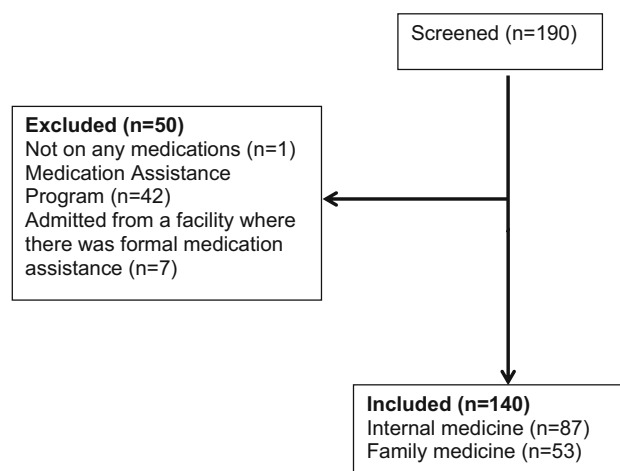 Screened (n=190)
Excluded (n=50)
Not on any medications (n=1)
Medication Assistance
Program (n=42)
Admitted from a facility where
there was formal medication
assistance (n=7)
Included (n=140)
Internal medicine (n=87)
Family medicine (n=53)